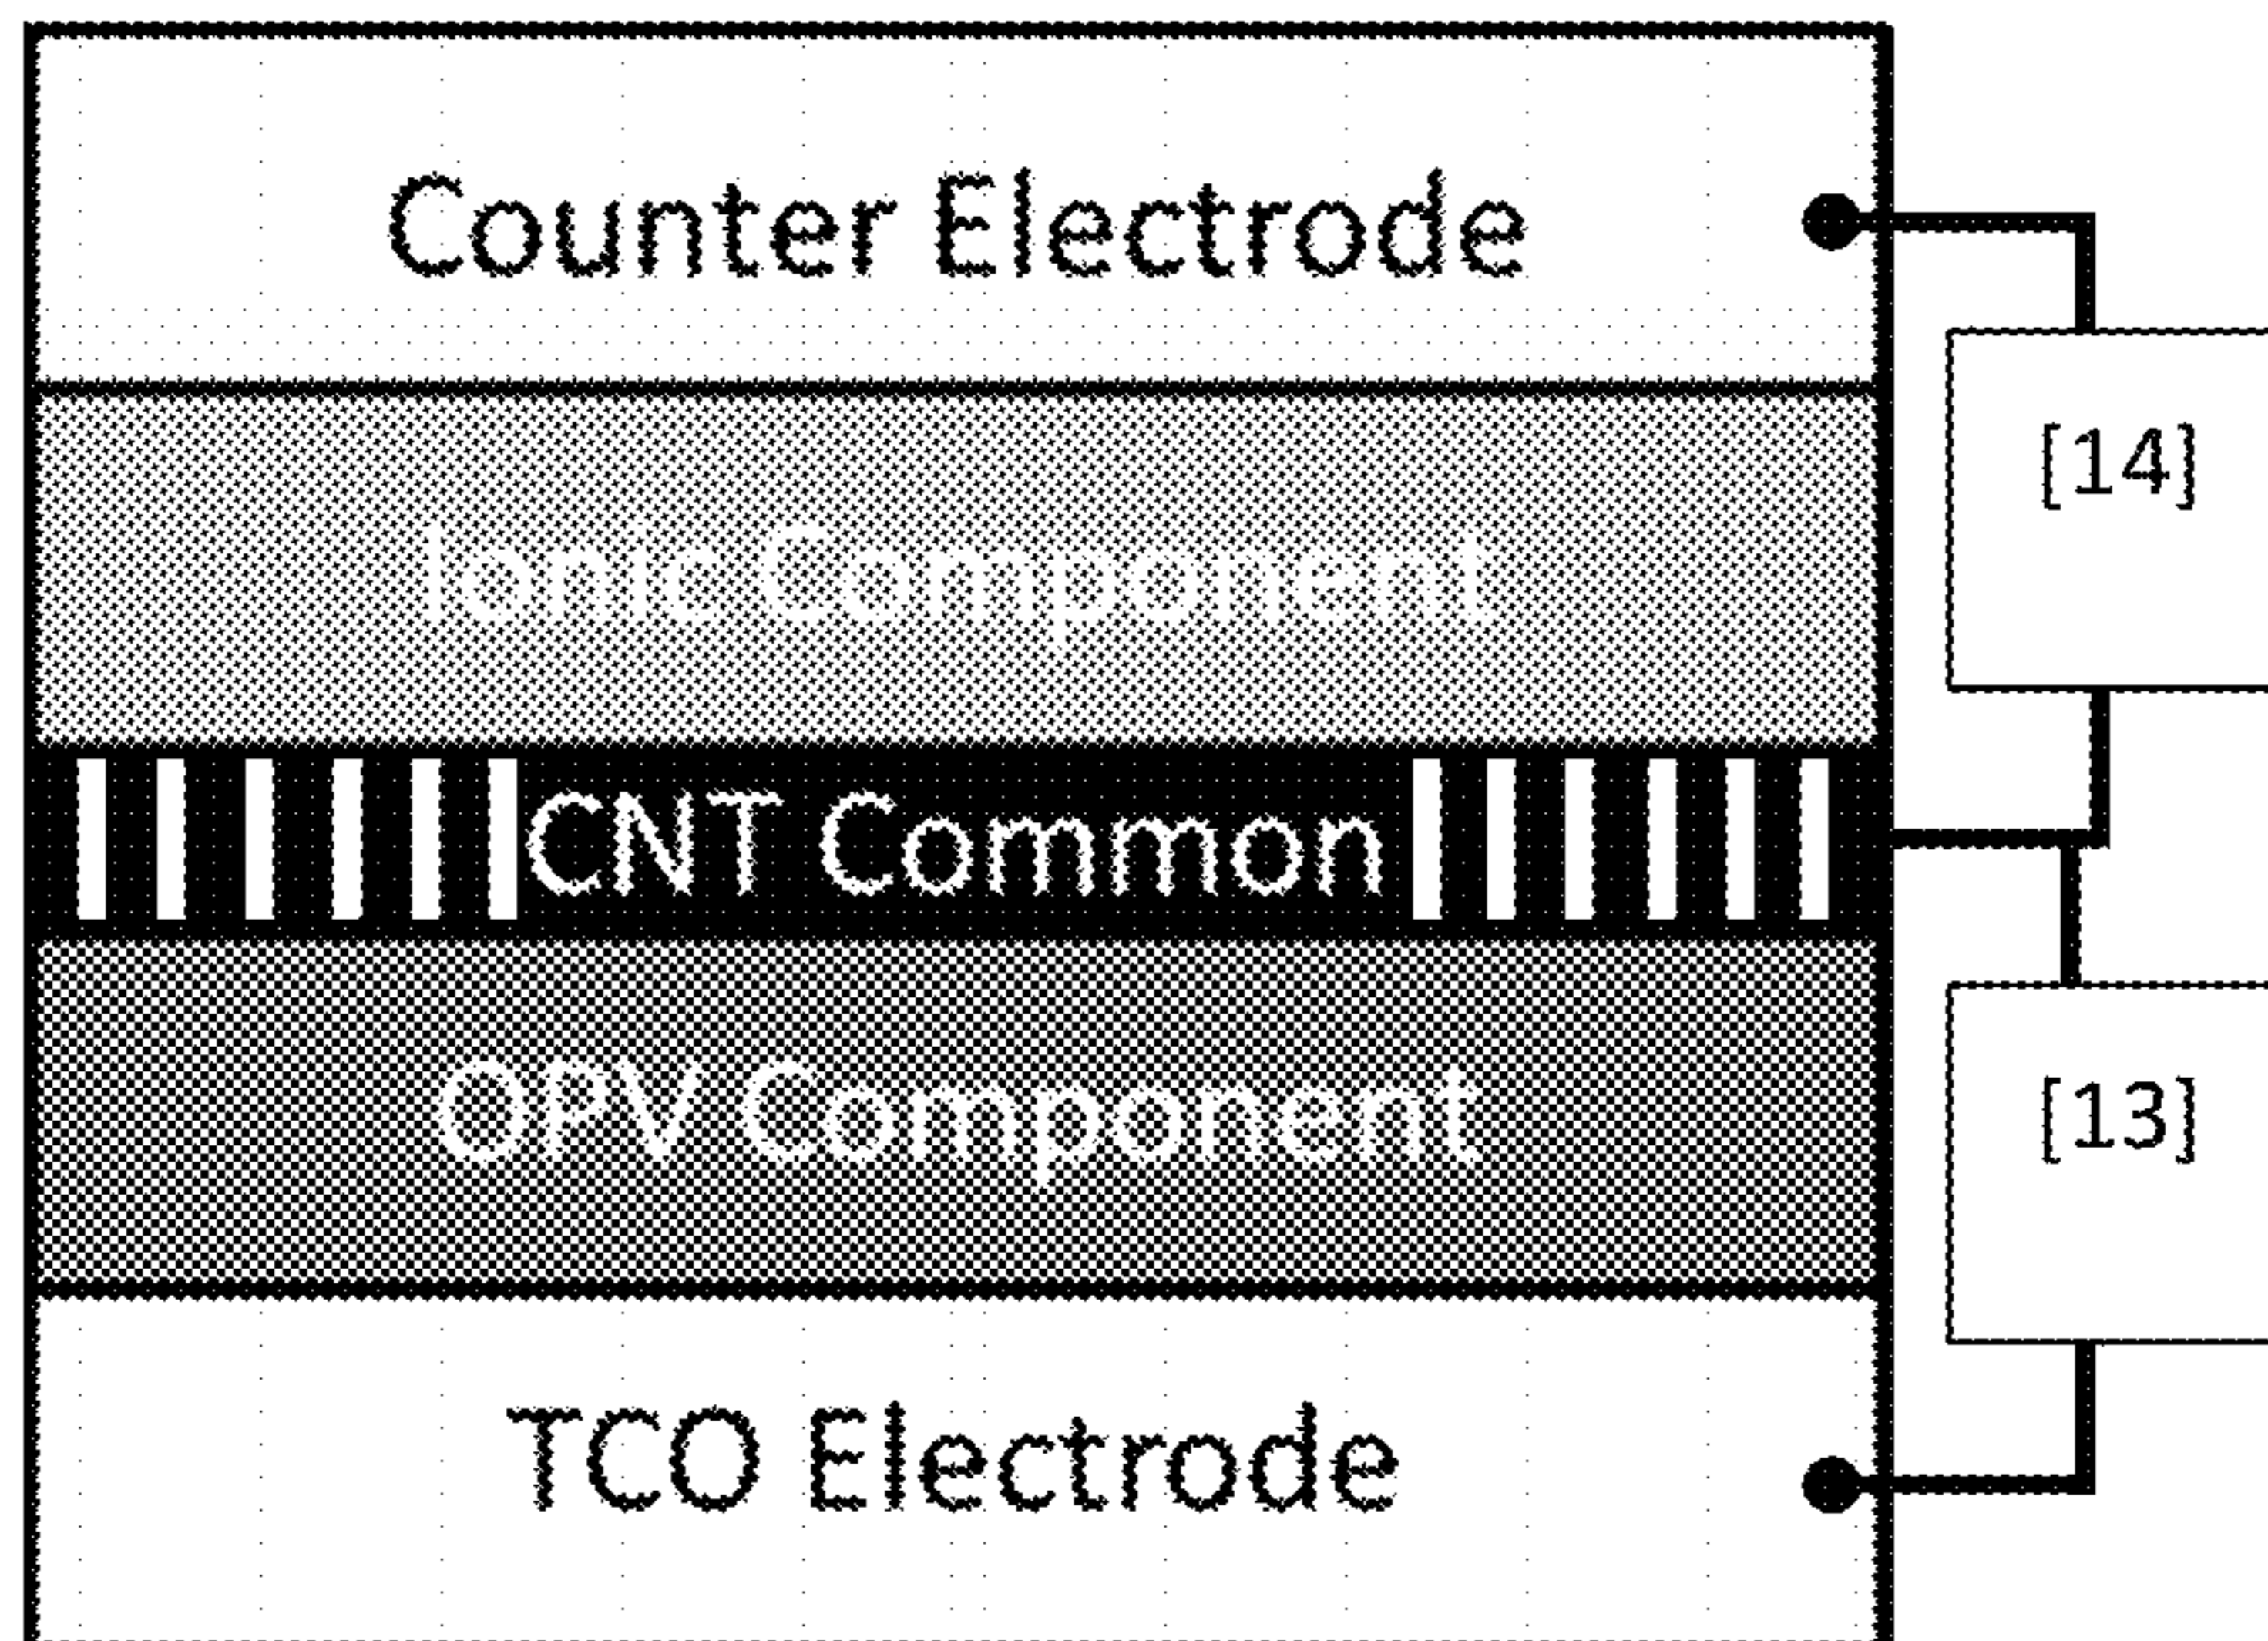 Counter Electrode
[14]
Ionic Component
CNT Common
OPV Component
[13]
TCO Electrode